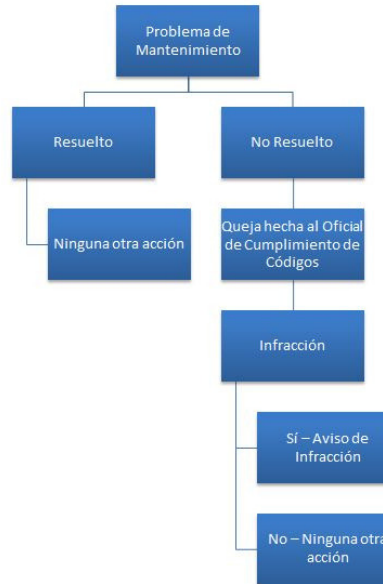 Problema de
Mantenimiento
Resuelto
No Resuelto
Ninguna otra acción
Queja hecha al Oficial
de Cumplimiento de
Códigos
Infracción
Sí – Aviso de
Infracción
No – Ninguna otra
acción